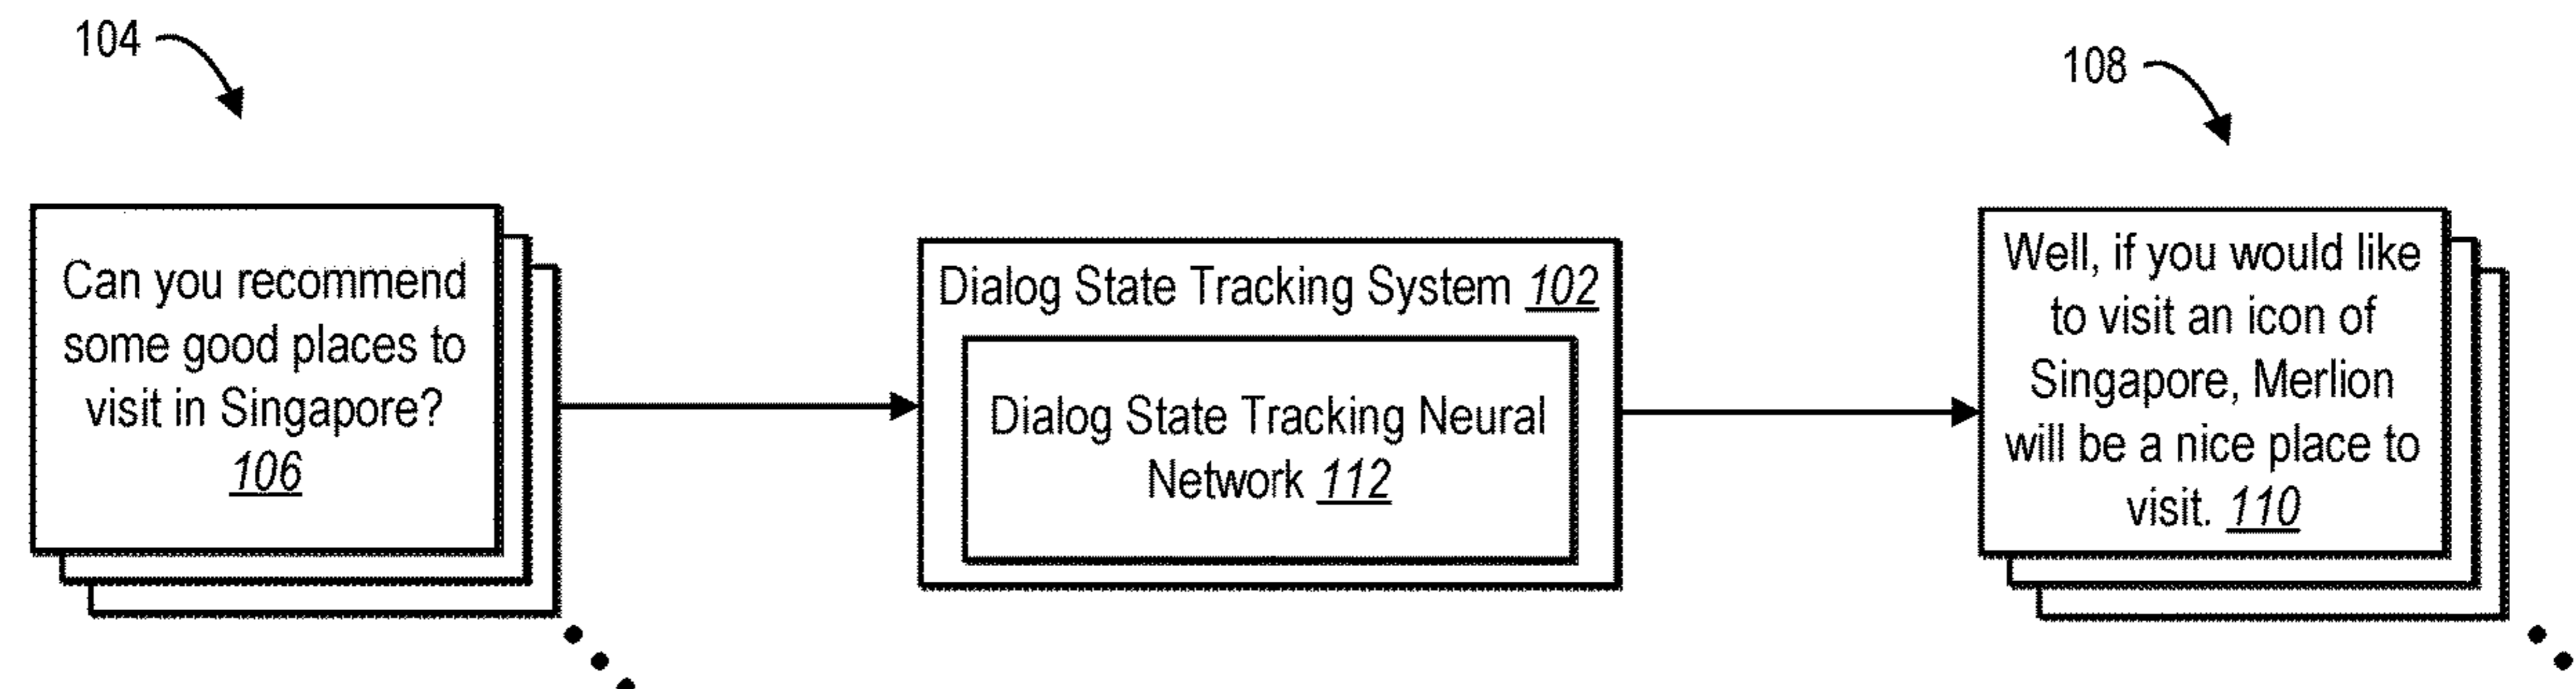 104
108
Can you recommend
some good places to
visit in Singapore?
106
Dialog State Tracking System 102
Dialog State Tracking Neural
Network 112
Well, if you would like
to visit an icon of
Singapore, Merlion
will be a nice place to
visit. 110